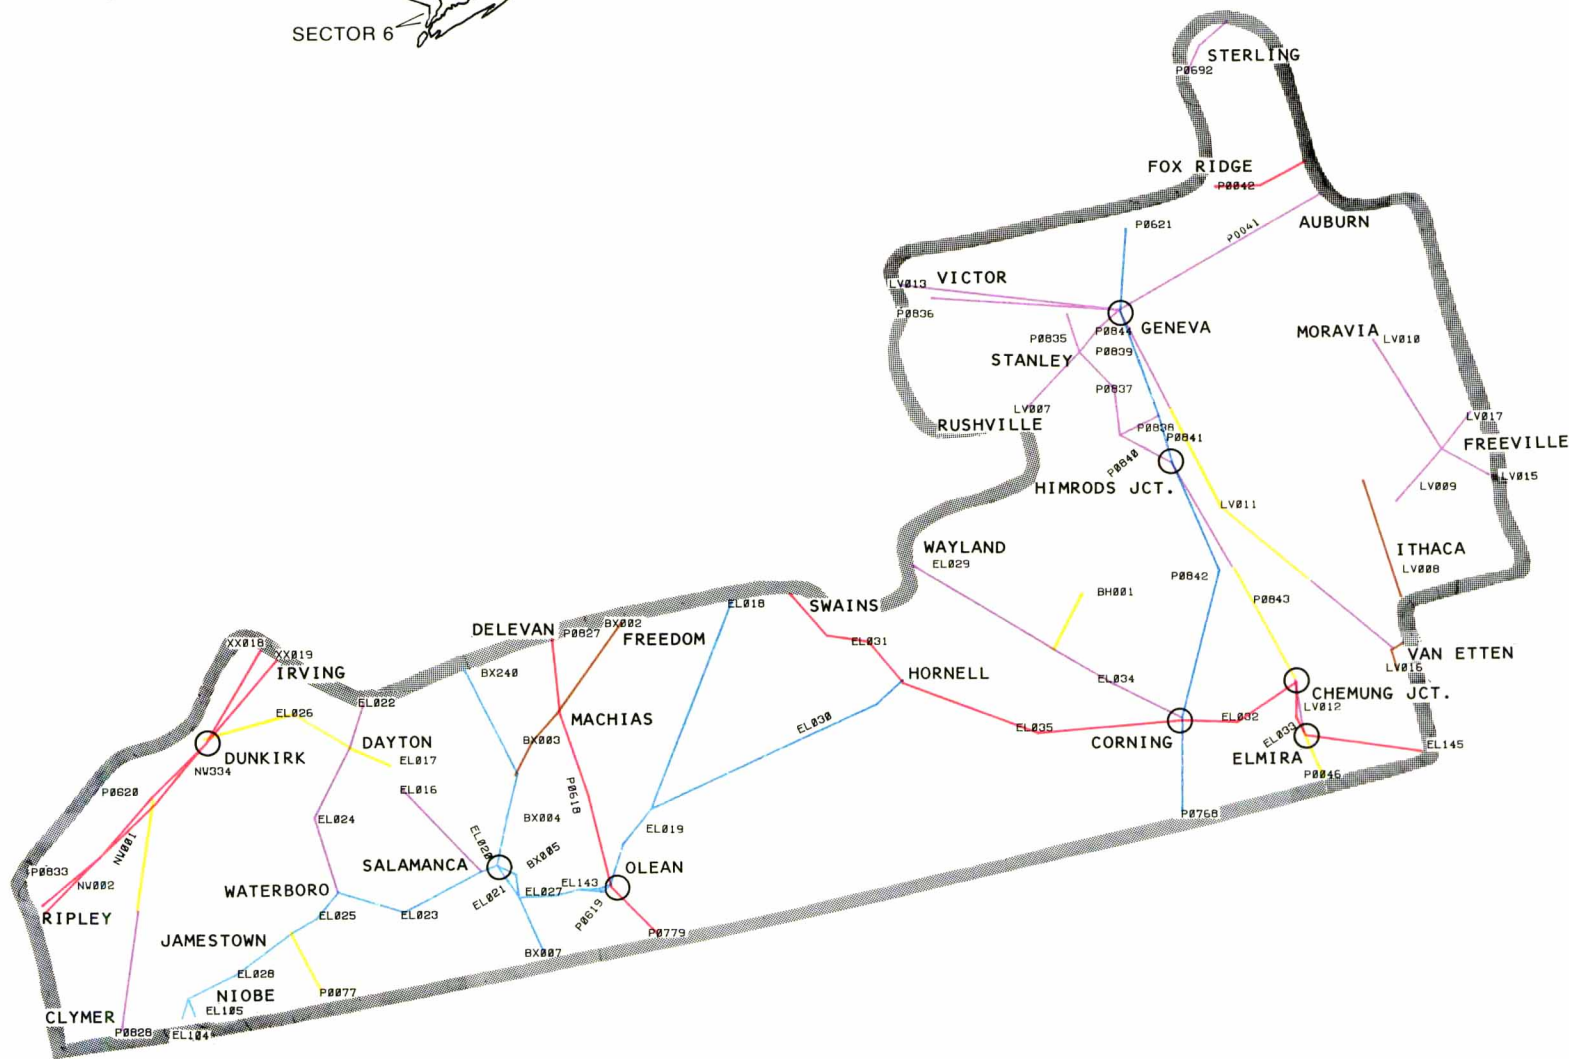 SECTOR 6
STERLING
P0692
FOX RIDGE
P0042
P0621
P0041
AUBURN
VICTOR
LV013
P0836
P0844
GENEVA
MORAVIA
LV010
P0835
P0839
STANLEY
P0837
LV007
RUSHVILLE
P0838
P0841
LV017
FREEVILLE
P0840
LV015
LV009
HIMRODS JCT.
LV011
WAYLAND
ITHACA
EL029
LV008
P0842
BH001
P0843
EL018
SWAINS
DELEVAN
P0827
BX002
FREEDOM
EL031
XX018
XX019
VAN ETTEN
LV016
IRVING
BX240
HORNELL
EL034
CHEMUNG JCT.
EL022
LV012
EL026
MACHIAS
EL030
EL032
EL035
EL033
DAYTON
BX003
CORNING
EL145
DUNKIRK
EL017
ELMIRA
NW334
P0046
P0620
EL016
P0618
P0768
EL024
BX004
EL019
NW001
EL020
BX005
SALAMANCA
OLEAN
P0833
NW002
WATERBORO
EL021
EL027
EL143
RIPLEY
EL025
EL023
P0619
P0779
JAMESTOWN
BX007
EL028
NIOBE
P0077
EL105
CLYMER
P0828
EL104